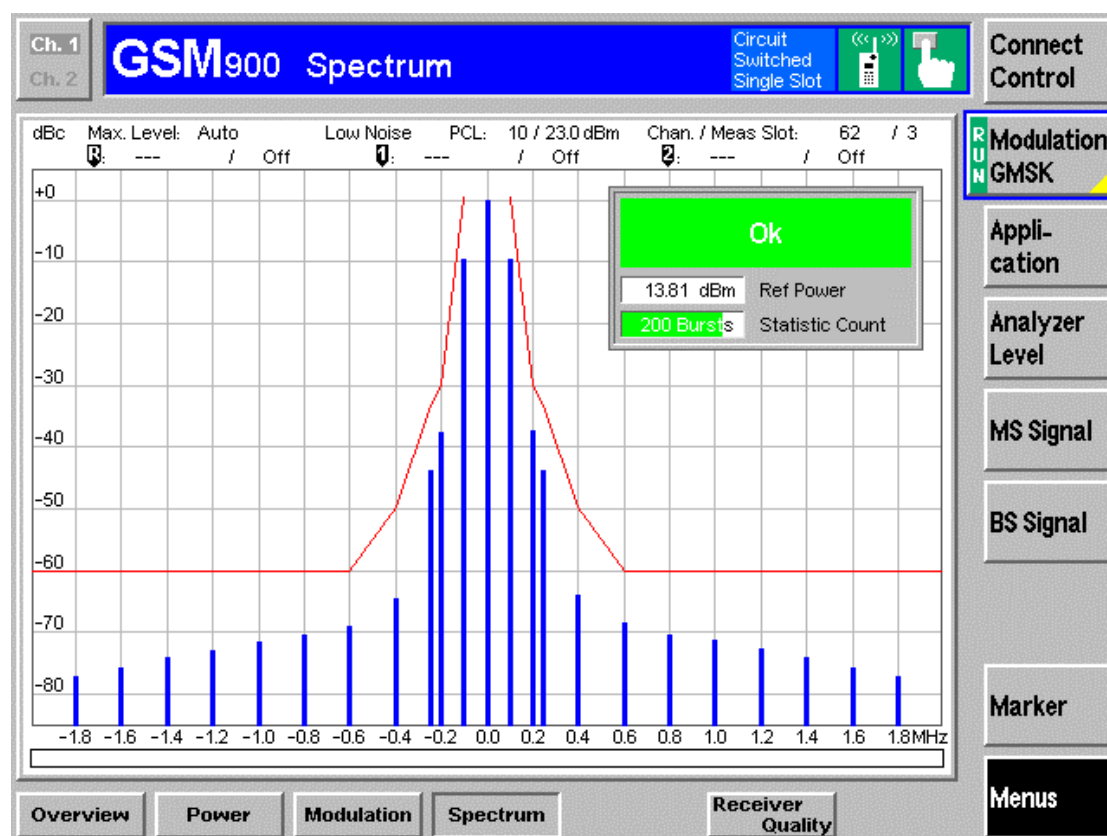 Ch. 1
Ch. 2
GSM900 Spectrum
Circuit
Switched
Single Slot
Connect
Control
dBc Max. Level: Auto Low Noise PCL: 10 / 23.0 dBm Chan. / Meas Slot: 62 / 3
R: --- / Off 1: --- / Off 2: --- / Off
RUN
Modulation
GMSK
+0
-10
-20
-30
-40
-50
-60
-70
-80
Ok
13.81 dBm Ref Power
200 Bursts Statistic Count
-1.8 -1.6 -1.4 -1.2 -1.0 -0.8 -0.6 -0.4 -0.2 0.0 0.2 0.4 0.6 0.8 1.0 1.2 1.4 1.6 1.8MHz
Appli-
cation
Analyzer
Level
MS Signal
BS Signal
Marker
Menus
Overview
Power
Modulation
Spectrum
Receiver
Quality